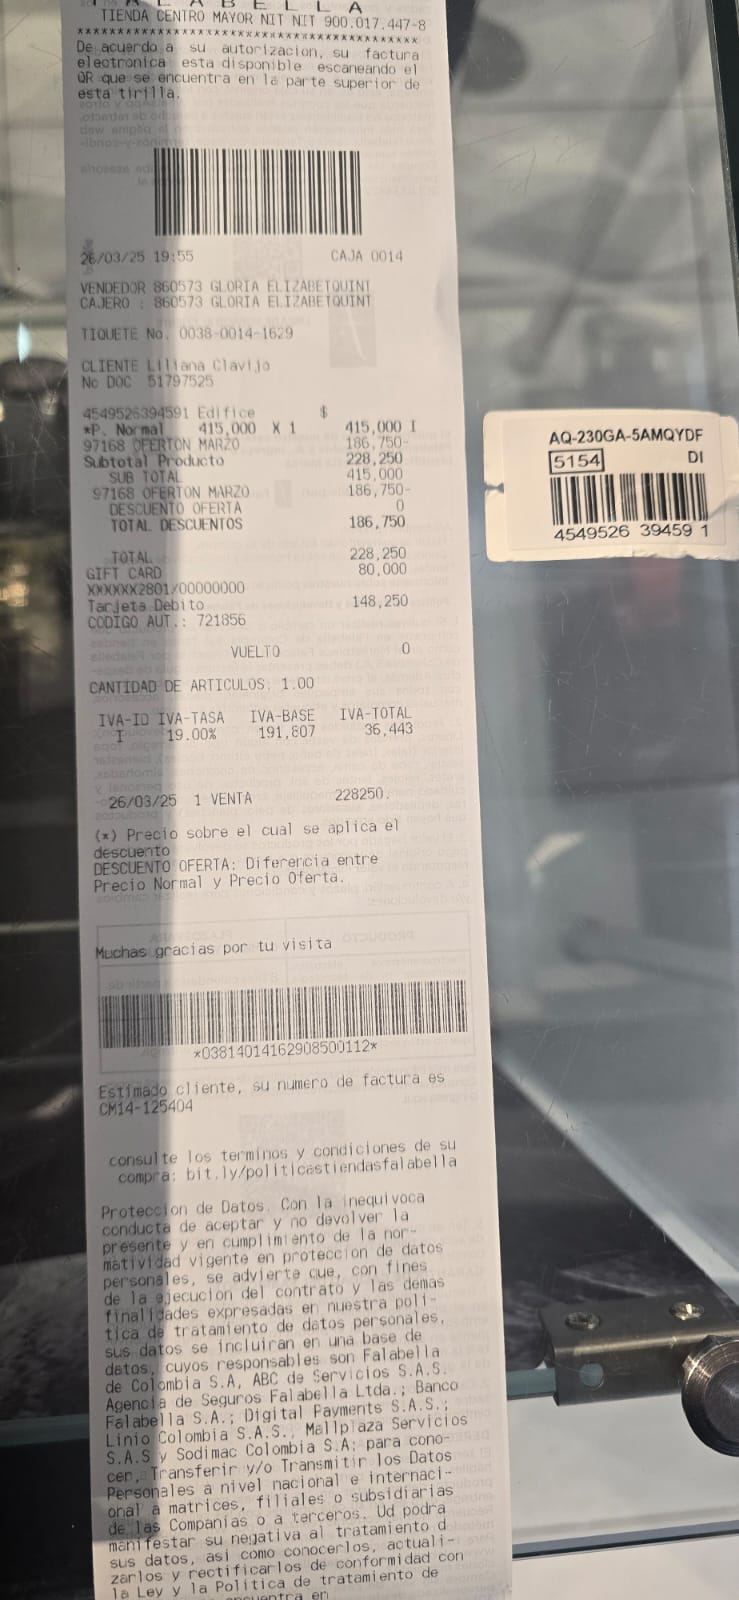 A B E L L A
TIENDA CENTRO MAYOR NIT NIT 900.017.447-8
******************************************
De acuerdo a su autorizacion, su factura
electronica esta disponible escaneando el
QR que se encuentra en la parte superior de
esta tirilla.
26/03/25 19:55 CAJA 0014
VENDEDOR 860573 GLORIA ELIZABETQUINT
CAJERO : 860573 GLORIA ELIZABETQUINT
TIQUETE No. 0038-0014-1629
CLIENTE Liliana Clavijo
No DOC 51797525
4549526394591 Edifice $
*P. Normal 415,000 X 1 415,000 I
97168 OFERTON MARZO 186,750-
Subtotal Producto 228,250
SUB TOTAL 415,000
97168 OFERTON MARZO 186,750-
DESCUENTO OFERTA 0
TOTAL DESCUENTOS 186,750
TOTAL 228,250
GIFT CARD 80,000
XXXXXX2801/00000000
Tarjeta Debito 148,250
CODIGO AUT.: 721856
VUELTO 0
CANTIDAD DE ARTICULOS: 1.00
IVA-ID IVA-TASA IVA-BASE IVA-TOTAL
I 19.00% 191,807 36,443
26/03/25 1 VENTA 228250.
(*) Precio sobre el cual se aplica el
descuento
DESCUENTO OFERTA: Diferencia entre
Precio Normal y Precio Oferta.
Muchas gracias por tu visita
*03814014162908500112*
Estimado cliente, su numero de factura es
CM14-125404
consulte los terminos y condiciones de su
compra: bit.ly/politicastiendasfalabella
Proteccion de Datos. Con la inequivoca
conducta de aceptar y no devolver la
presente y en cumplimiento de la nor-
matividad vigente en proteccion de datos
personales, se advierte que, con fines
de la ejecucion del contrato y las demas
finalidades expresadas en nuestra poli-
tica de tratamiento de datos personales,
sus datos se incluiran en una base de
datos, cuyos responsables son Falabella
de Colombia S.A, ABC de Servicios S.A.S.
Agencia de Seguros Falabella Ltda.; Banco
Falabella S.A.; Digital Payments S.A.S.;
Linio Colombia S.A.S., Mallplaza Servicios
S.A.S y Sodimac Colombia S.A; para cono-
cer, Transferir y/o Transmitir los Datos
Personales a nivel nacional e internaci-
onal a matrices, filiales o subsidiarias
de las Companias o a terceros. Ud podra
manifestar su negativa al tratamiento d
sus datos, asi como conocerlos, actuali-
zarlos y rectificarlos de conformidad con
la Ley y la Politica de tratamiento de
encuentra en
AQ-230GA-5AMQYDF
5154 DI
4549526 39459 1